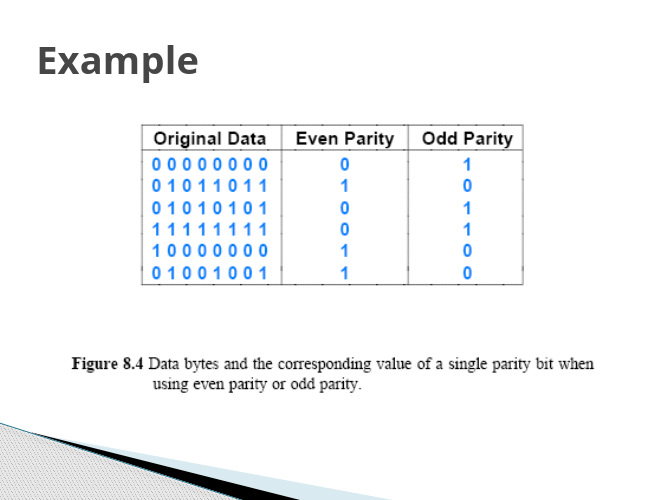 Example
Original Data Even Parity Odd Parity
0 0 0 0 0 0 0 0 0 1
0 1 0 1 1 0 1 1 1 0
0 1 0 1 0 1 0 1 0 1
1 1 1 1 1 1 1 1 0 1
1 0 0 0 0 0 0 0 1 0
0 1 0 0 1 0 0 1 1 0
Figure 8.4 Data bytes and the corresponding value of a single parity bit when
using even parity or odd parity.